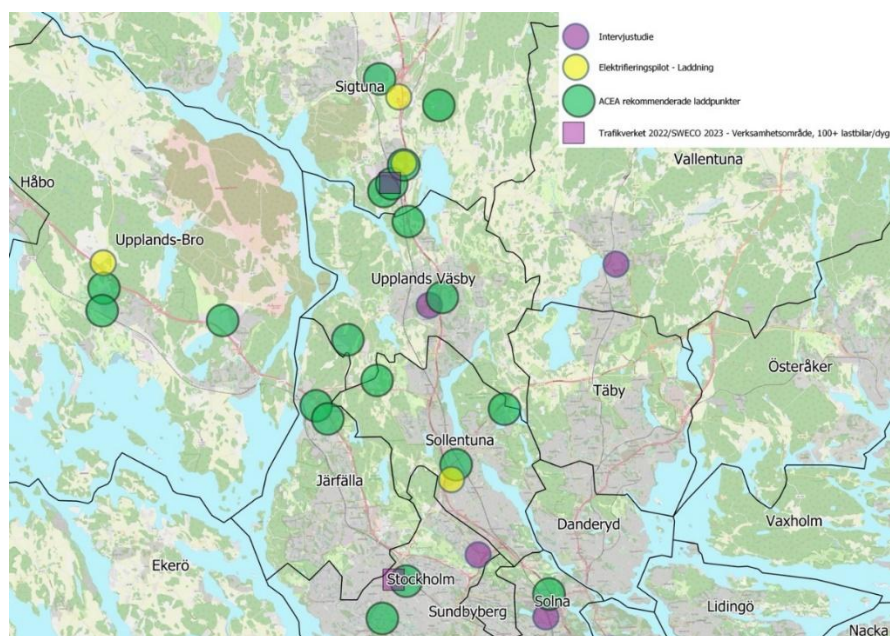 Intervjustudie
Elektrifieringspilot - Laddning
ACEA rekommenderade laddpunkter
Trafikverket 2022/SWECO 2023 - Verksamhetsområde, 100+ lastbilar/dyg
Sigtuna
Vallentuna
Håbo
Upplands-Bro
Upplands Väsby
Österåker
Täby
Sollentuna
Järfälla
Danderyd
Vaxholm
Ekerö
Stockholm
Sundbyberg
Solna
Lidingö
Nacka